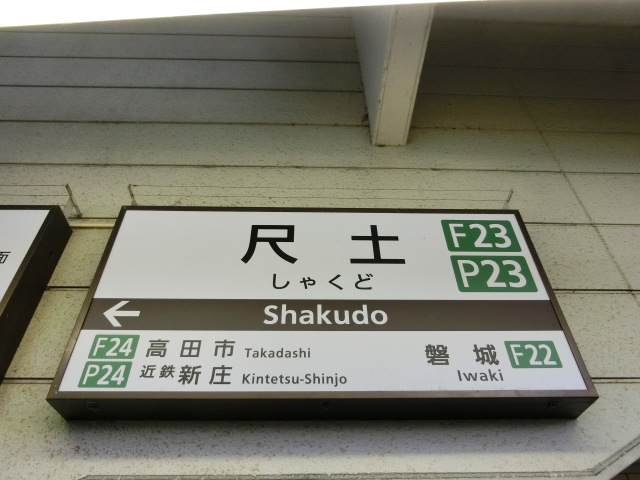 面
尺土
しゃくど
F23
P23
← Shakudo
F24 高田市 Takadashi
P24 近鉄新庄 Kintetsu-Shinjo
磐城 F22
Iwaki